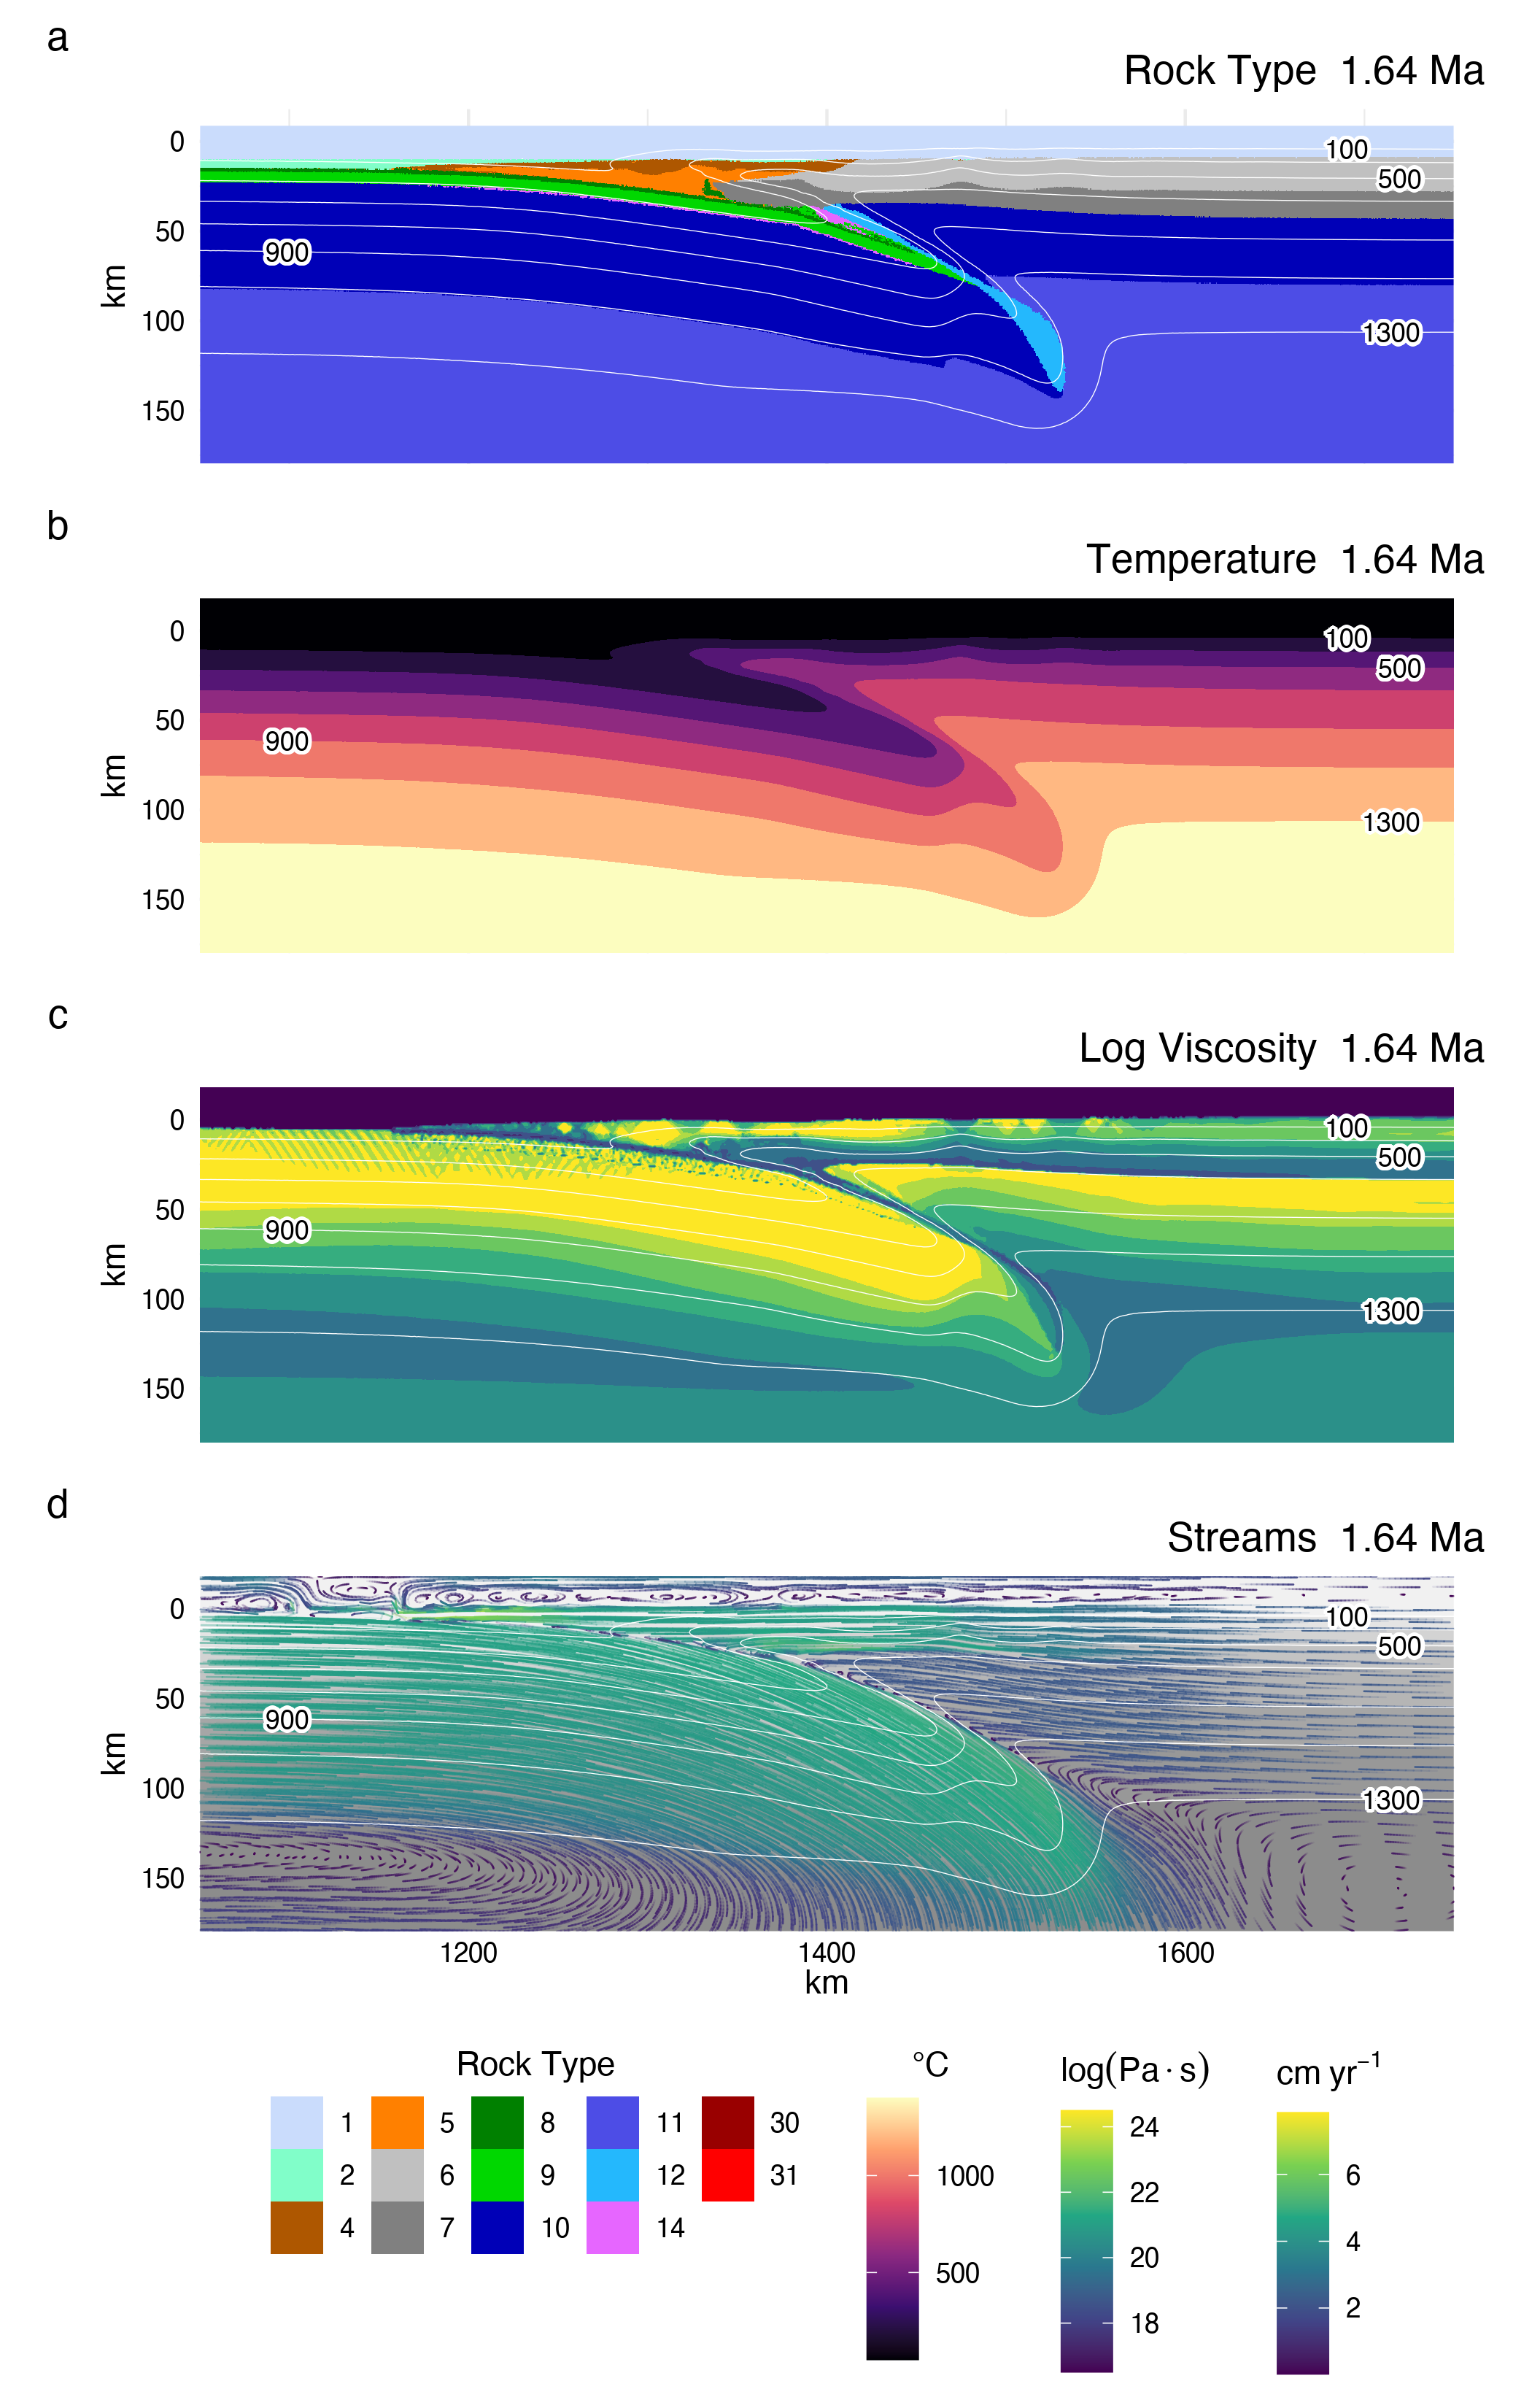 a
Rock Type 1.64 Ma
0
50
100
150
km
100
500
900
1300
b
Temperature 1.64 Ma
0
50
100
150
km
100
500
900
1300
c
Log Viscosity 1.64 Ma
0
50
100
150
km
100
500
900
1300
d
Streams 1.64 Ma
0
50
100
150
km
100
500
900
1300
1200 1400 1600
km
Rock Type
1 5 8 11 30
2 6 9 12 31
4 7 10 14
°C
1000
500
log(Pa·s)
24
22
20
18
cm yr⁻¹
6
4
2